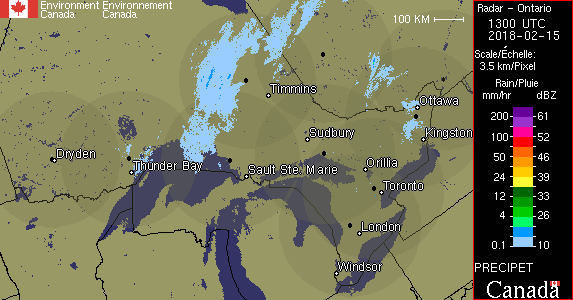 Environment Environnement
Canada Canada
100 KM
Timmins
Ottawa
Sudbury
Kingston
Dryden
Thunder Bay
Sault Ste. Marie
Orillia
Toronto
London
Windsor
Radar - Ontario
1300 UTC
2018-02-15
Scale/Échelle:
3.5 km/Pixel
Rain/Pluie
mm/hr dBZ
200 61
100 52
50 46
24 39
12 33
4 26
0.1 10
PRECIPET
Canada